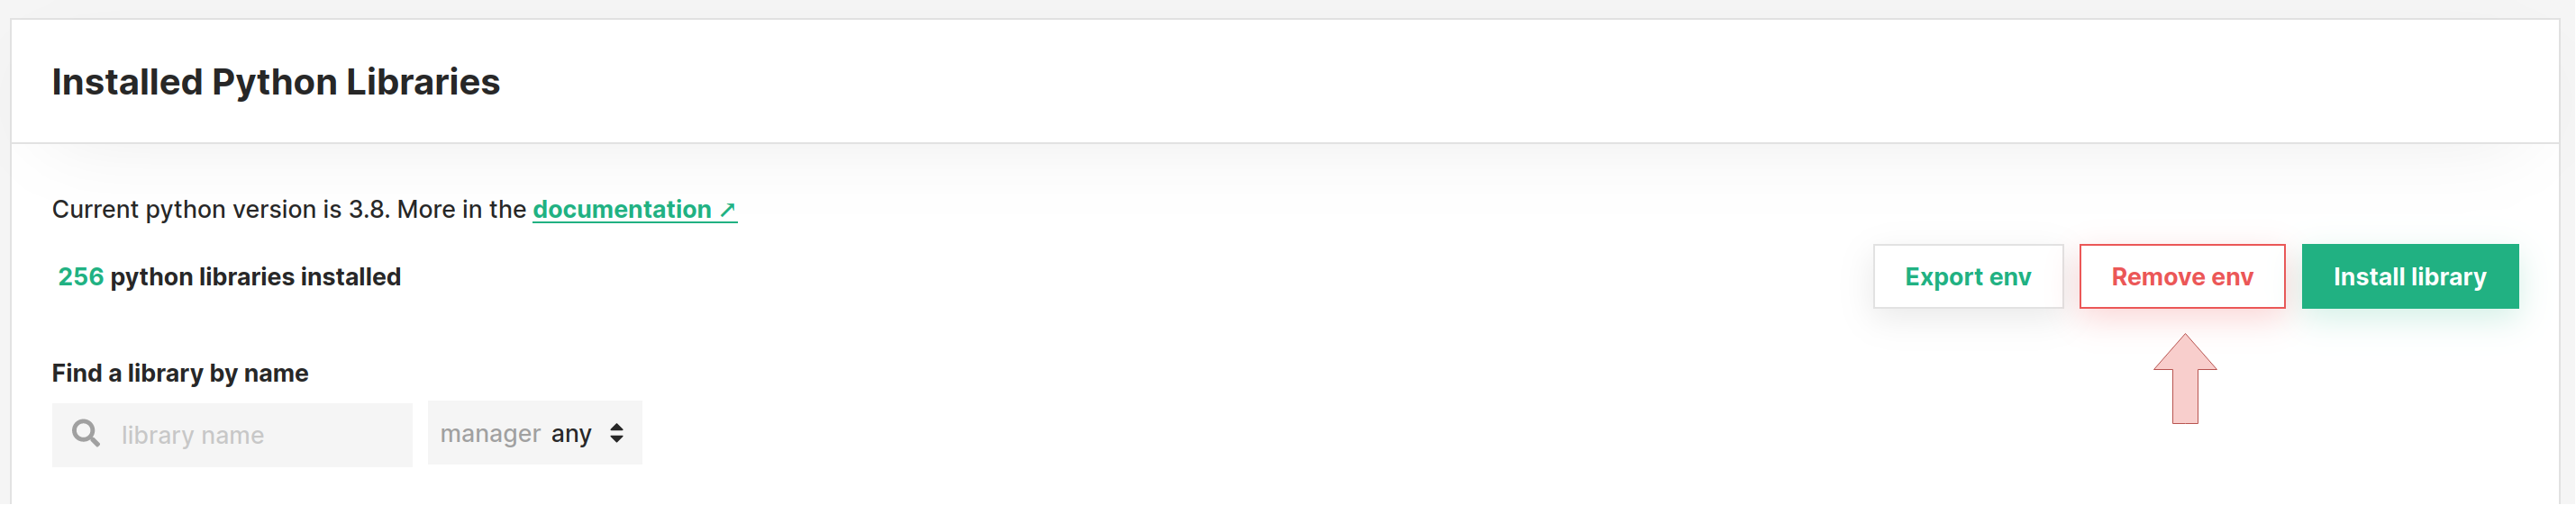 Installed Python Libraries
Current python version is 3.8. More in the documentation ↗
256 python libraries installed
Export env
Remove env
Install library
Find a library by name
library name
manager any